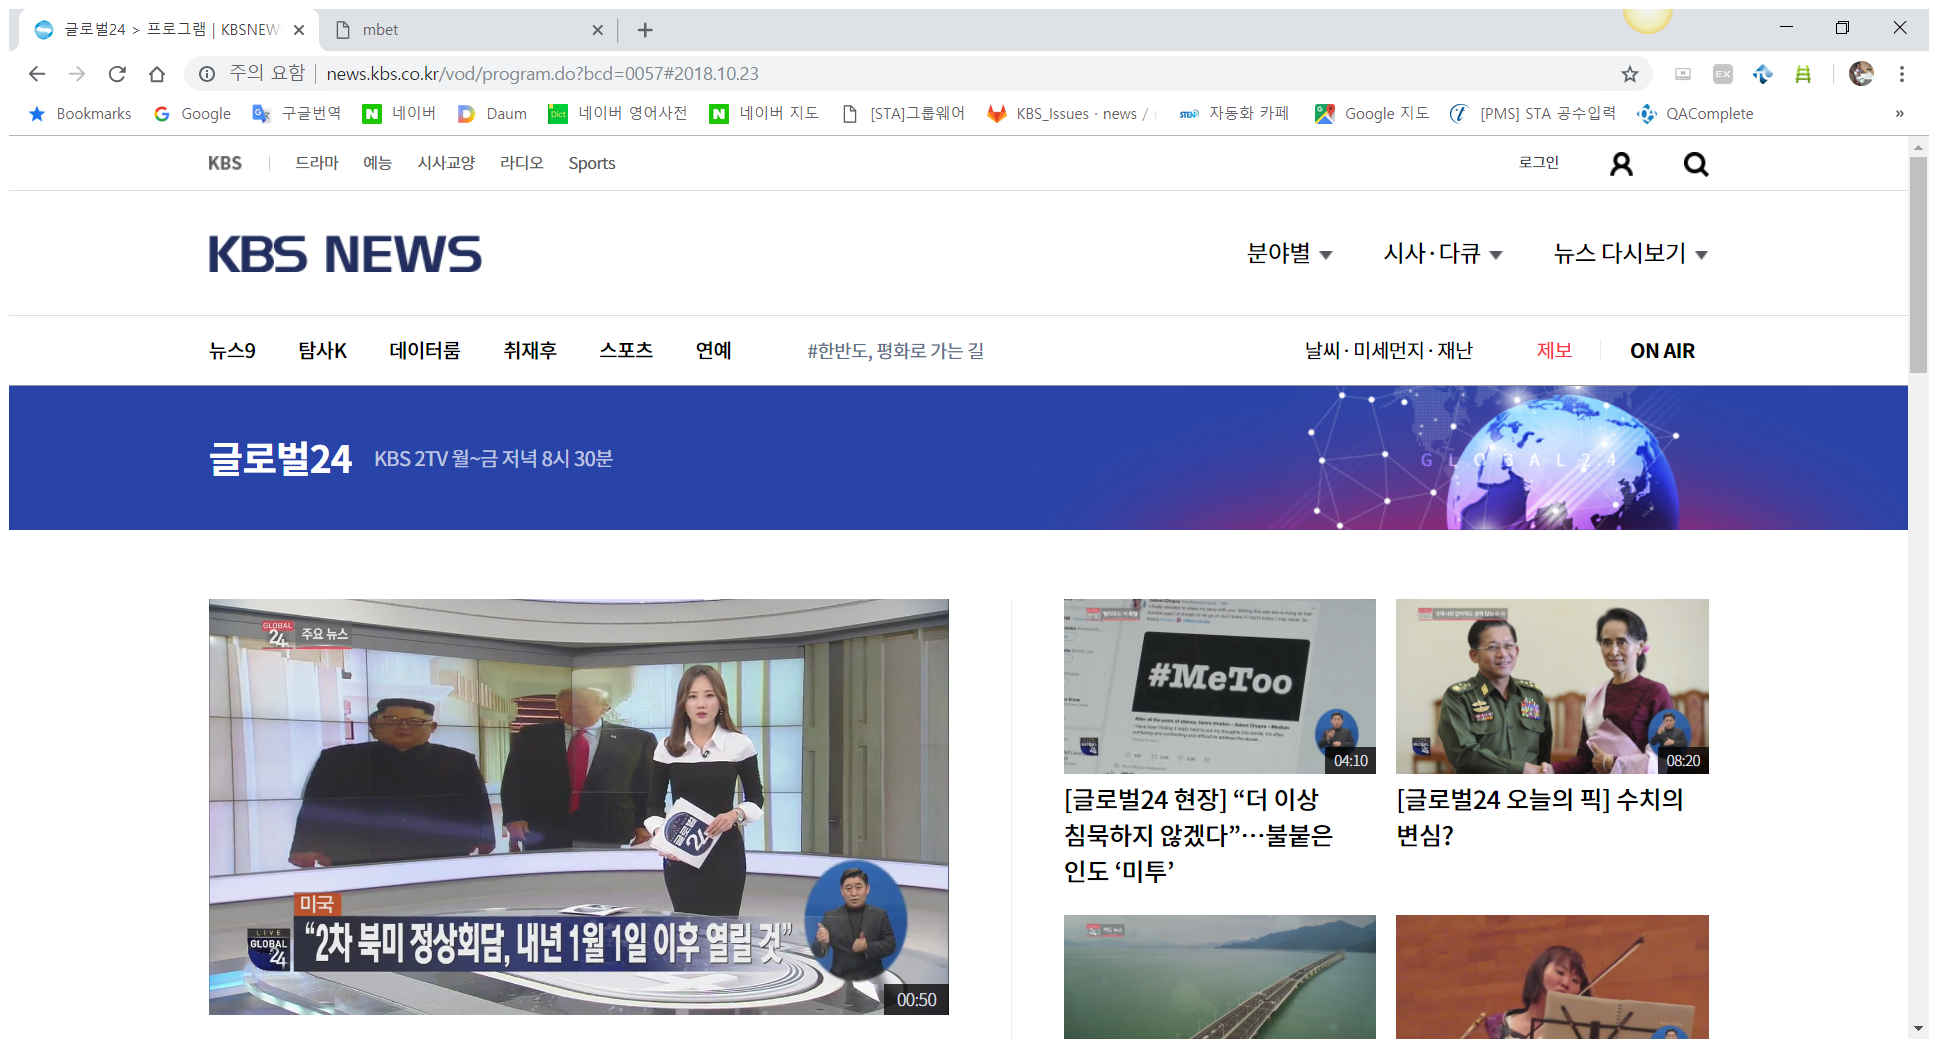 글로벌24 > 프로그램 | KBSNEW
mbet
주의 요함 | news.kbs.co.kr/vod/program.do?bcd=0057#2018.10.23
EX
Bookmarks
Google
구글번역
네이버
Daum
Dict 네이버 영어사전
네이버 지도
[STA]그룹웨어
KBS_Issues · news /
STEN 자동화 카페
Google 지도
[PMS] STA 공수입력
QAComplete
»
KBS 드라마 예능 시사교양 라디오 Sports
로그인
KBS NEWS
분야별 시사·다큐 뉴스 다시보기
뉴스9 탐사K 데이터룸 취재후 스포츠 연예 #한반도, 평화로 가는 길
날씨·미세먼지·재난 제보 ON AIR
글로벌24 KBS 2TV 월~금 저녁 8시 30분
GLOBAL24
GLOBAL 24 주요 뉴스
글로벌 24
미국
LIVE GLOBAL 24
“2차 북미 정상회담, 내년 1월 1일 이후 열릴 것”
00:50
#MeToo
04:10
[글로벌24 현장] “더 이상
침묵하지 않겠다”…불붙은
인도 ‘미투’
08:20
[글로벌24 오늘의 픽] 수치의
변심?